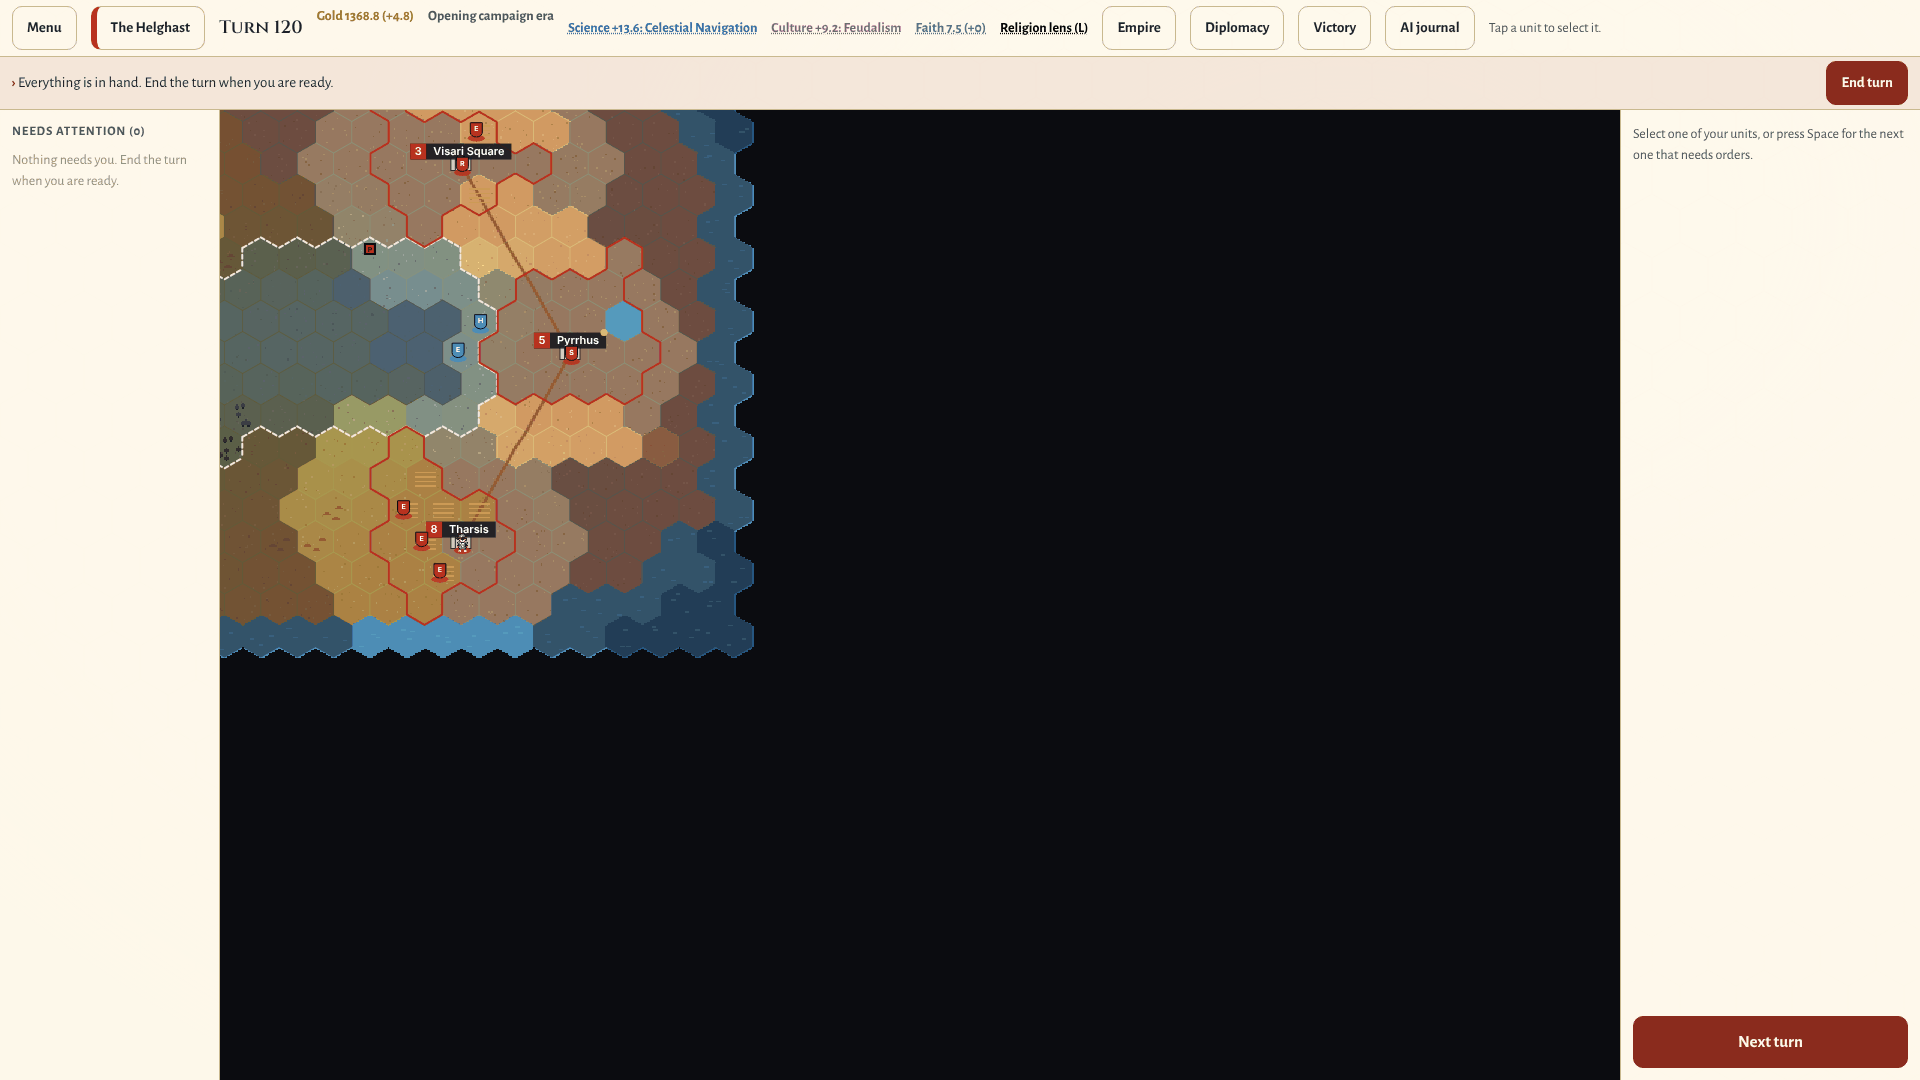 Menu
The Helghast
TURN 120
Gold 1368.8 (+4.8)
Opening campaign era
Science +13.6: Celestial Navigation
Culture +9.2: Feudalism
Faith 7.5 (+0)
Religion lens (L)
Empire
Diplomacy
Victory
AI journal
Tap a unit to select it.
› Everything is in hand. End the turn when you are ready.
End turn
NEEDS ATTENTION (0)
Nothing needs you. End the turn
when you are ready.
Select one of your units, or press Space for the next
one that needs orders.
E
3 Visari Square
R
H
E
5 Pyrrhus
S
E
8 Tharsis
E
E
Next turn